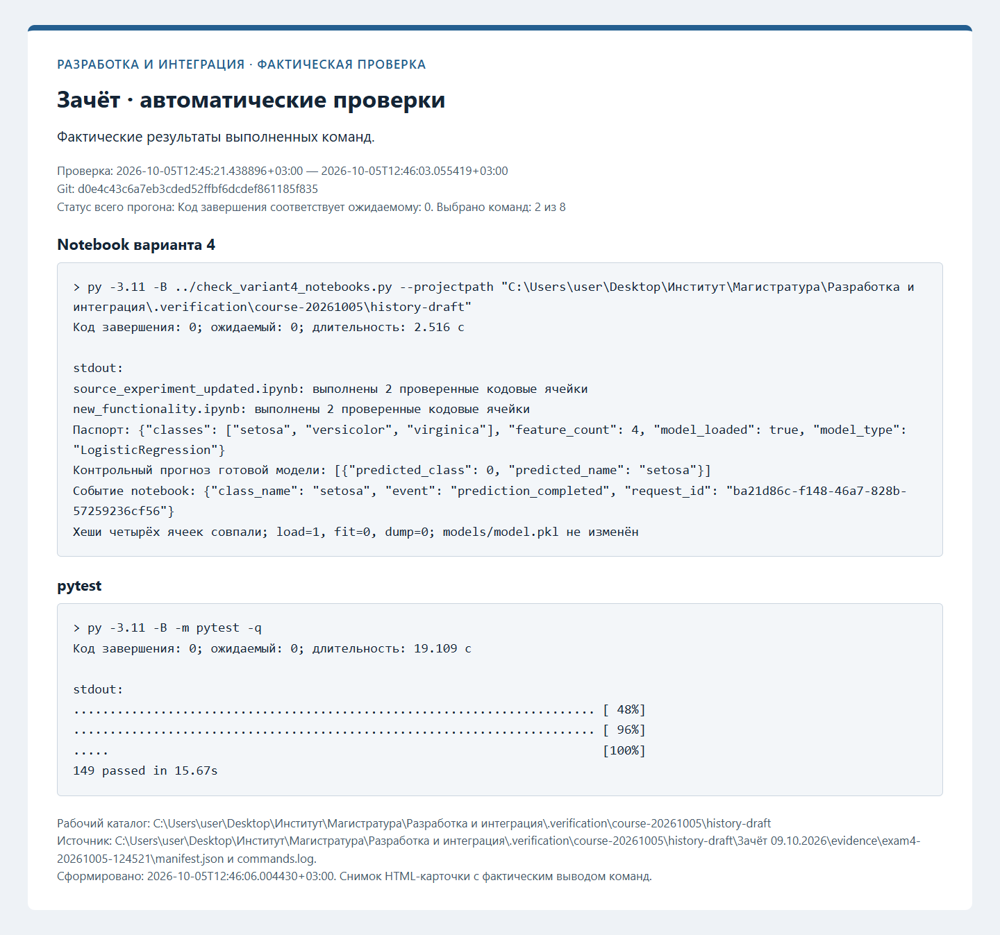 РАЗРАБОТКА И ИНТЕГРАЦИЯ · ФАКТИЧЕСКАЯ ПРОВЕРКА
Зачёт · автоматические проверки
Фактические результаты выполненных команд.
Проверка: 2026-10-05T12:45:21.438896+03:00 — 2026-10-05T12:46:03.055419+03:00
Git: d0e4c43c6a7eb3cded52ffbf6dcdef861185f835
Статус всего прогона: Код завершения соответствует ожидаемому: 0. Выбрано команд: 2 из 8
Notebook варианта 4
> py -3.11 -B ../check_variant4_notebooks.py --projectpath "C:\Users\user\Desktop\Институт\Магистратура\Разработка и
интеграция\.verification\course-20261005\history-draft"
Код завершения: 0; ожидаемый: 0; длительность: 2.516 с
stdout:
source_experiment_updated.ipynb: выполнены 2 проверенные кодовые ячейки
new_functionality.ipynb: выполнены 2 проверенные кодовые ячейки
Паспорт: {"classes": ["setosa", "versicolor", "virginica"], "feature_count": 4, "model_loaded": true, "model_type":
"LogisticRegression"}
Контрольный прогноз готовой модели: [{"predicted_class": 0, "predicted_name": "setosa"}]
Событие notebook: {"class_name": "setosa", "event": "prediction_completed", "request_id": "ba21d86c-f148-46a7-828b-
57259236cf56"}
Хеши четырёх ячеек совпали; load=1, fit=0, dump=0; models/model.pkl не изменён
pytest
> py -3.11 -B -m pytest -q
Код завершения: 0; ожидаемый: 0; длительность: 19.109 с
stdout:
........................................................................ [ 48%]
........................................................................ [ 96%]
..... [100%]
149 passed in 15.67s
Рабочий каталог: C:\Users\user\Desktop\Институт\Магистратура\Разработка и интеграция\.verification\course-20261005\history-draft
Источник: C:\Users\user\Desktop\Институт\Магистратура\Разработка и интеграция\.verification\course-20261005\history-draft\Зачёт 09.10.2026\evidence\exam4-
20261005-124521\manifest.json и commands.log.
Сформировано: 2026-10-05T12:46:06.004430+03:00. Снимок HTML-карточки с фактическим выводом команд.